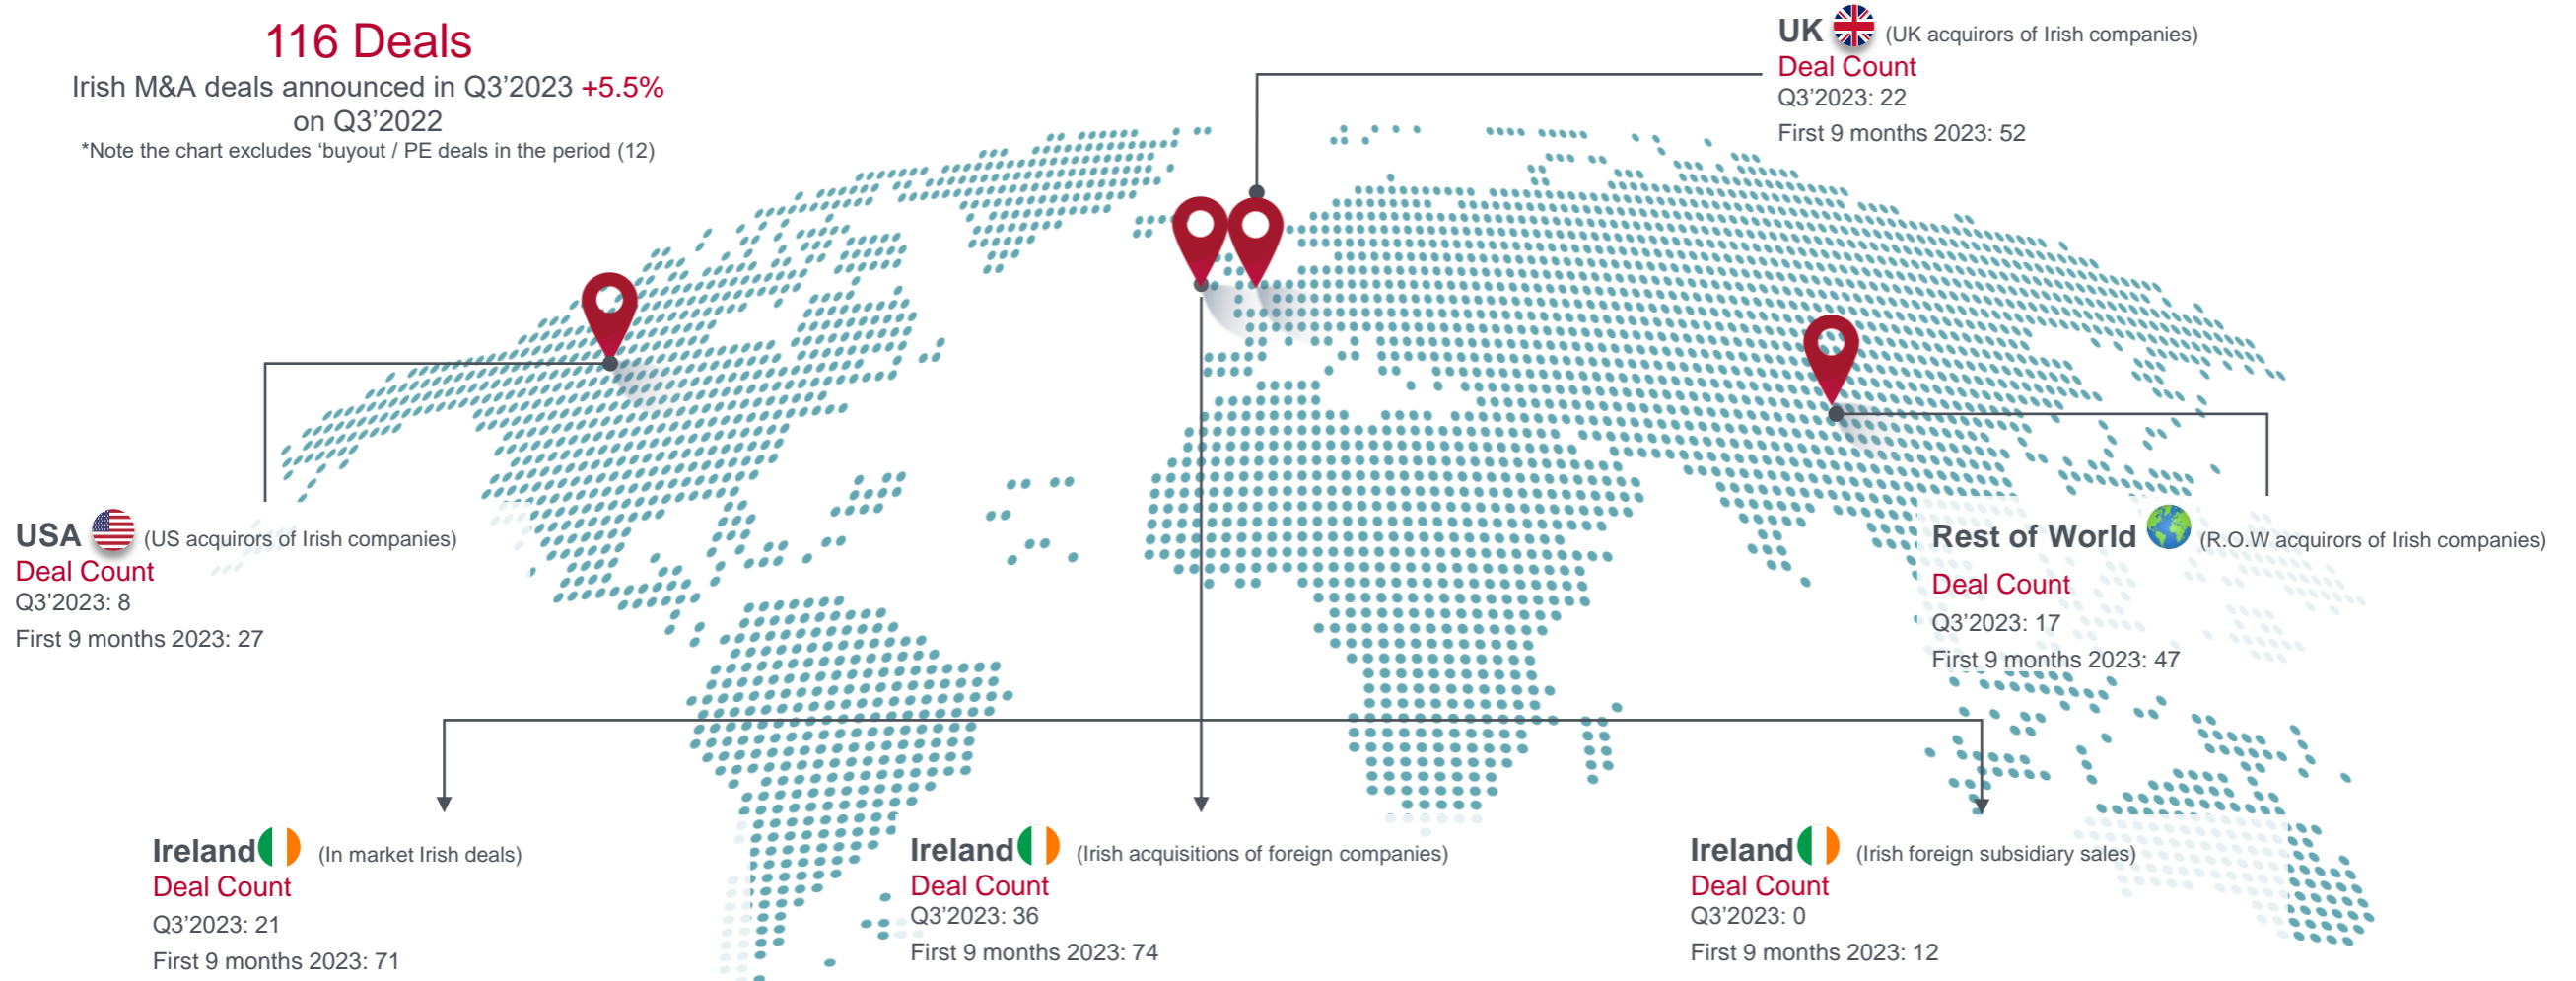 116 Deals
Irish M&A deals announced in Q3’2023 +5.5%
on Q3’2022
*Note the chart excludes ‘buyout / PE deals in the period (12)
UK (UK acquirors of Irish companies)
Deal Count
Q3’2023: 22
First 9 months 2023: 52
USA (US acquirors of Irish companies)
Deal Count
Q3’2023: 8
First 9 months 2023: 27
Rest of World (R.O.W acquirors of Irish companies)
Deal Count
Q3’2023: 17
First 9 months 2023: 47
Ireland (In market Irish deals)
Deal Count
Q3’2023: 21
First 9 months 2023: 71
Ireland (Irish acquisitions of foreign companies)
Deal Count
Q3’2023: 36
First 9 months 2023: 74
Ireland (Irish foreign subsidiary sales)
Deal Count
Q3’2023: 0
First 9 months 2023: 12